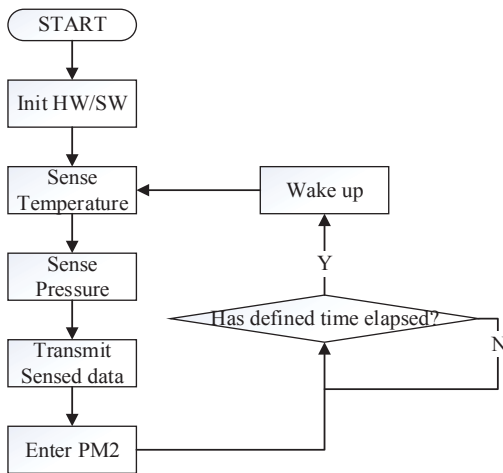 START
Init HW/SW
Sense
Temperature
Wake up
Sense
Pressure
Y
Has defined time elapsed?
N
Transmit
Sensed data
Enter PM2